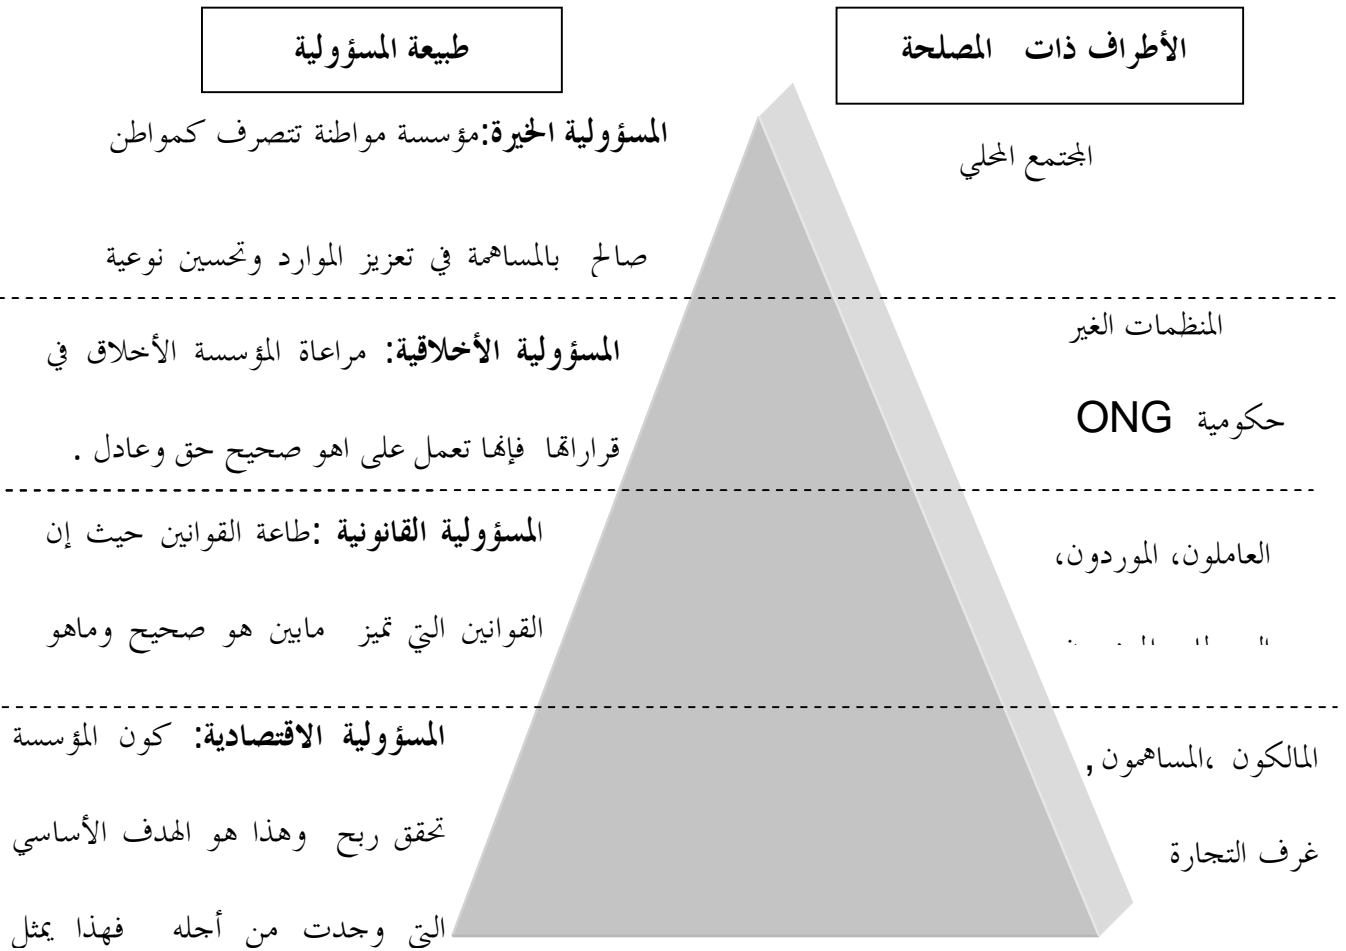 الأطراف ذات المصلحة
طبيعة المسؤولية
المجتمع المحلي
المسؤولية الخيرة:مؤسسة مواطنة تتصرف كمواطن
صالح بالمساهمة في تعزيز الموارد وتحسين نوعية
المنظمات الغير
حكومية ONG
المسؤولية الأخلاقية: مراعاة المؤسسة الأخلاق في
قراراتها فإنها تعمل على اهو صحيح حق وعادل .
العاملون، الموردون،
المسؤولية القانونية :طاعة القوانين حيث إن
القوانين التي تميز مابين هو صحيح وماهو
المالكون ،المساهمون ,
غرف التجارة
المسؤولية الاقتصادية: كون المؤسسة
تحقق ربح وهذا هو الهدف الأساسي
التي وجدت من أجله فهذا يمثل